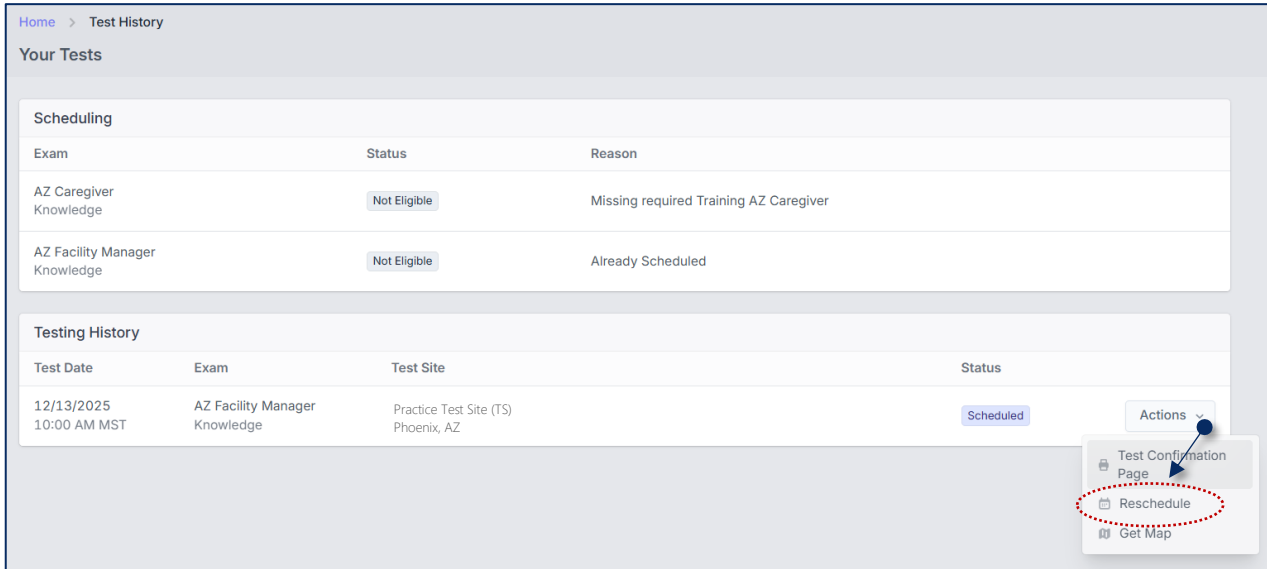 Home > Test History
Your Tests
Scheduling
Exam Status Reason
AZ Caregiver
Knowledge
Not Eligible
Missing required Training AZ Caregiver
AZ Facility Manager
Knowledge
Not Eligible
Already Scheduled
Testing History
Test Date Exam Test Site Status
12/13/2025
10:00 AM MST
AZ Facility Manager
Knowledge
Practice Test Site (TS)
Phoenix, AZ
Scheduled
Actions
Test Confirmation
Page
Reschedule
Get Map